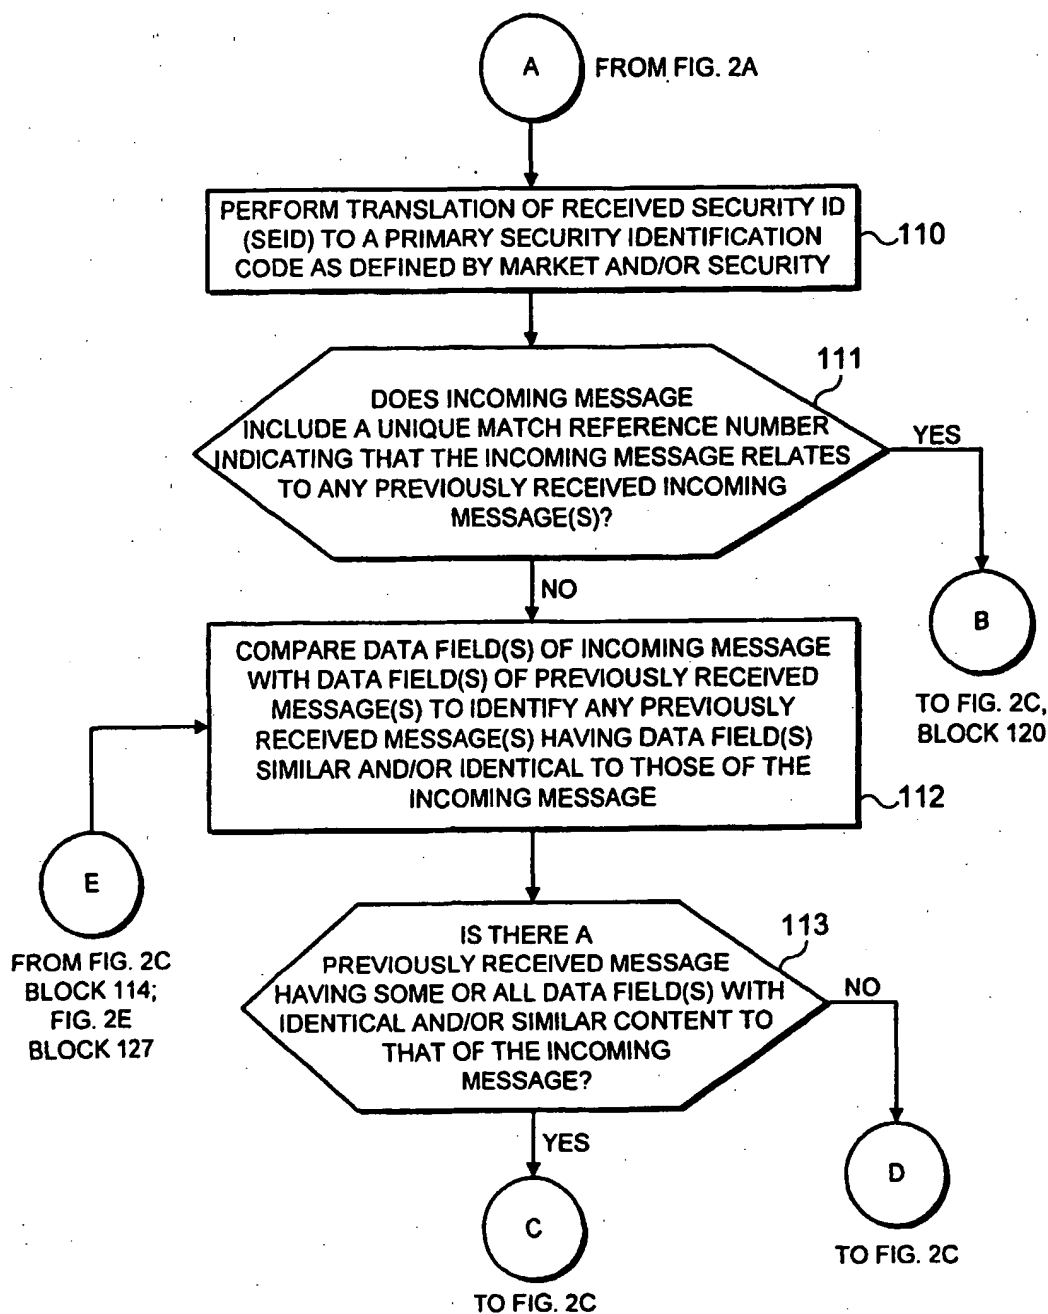 A
FROM FIG. 2A
PERFORM TRANSLATION OF RECEIVED SECURITY ID
(SEID) TO A PRIMARY SECURITY IDENTIFICATION
CODE AS DEFINED BY MARKET AND/OR SECURITY
110
111
DOES INCOMING MESSAGE
INCLUDE A UNIQUE MATCH REFERENCE NUMBER
INDICATING THAT THE INCOMING MESSAGE RELATES
TO ANY PREVIOUSLY RECEIVED INCOMING
MESSAGE(S)?
YES
NO
B
TO FIG. 2C,
BLOCK 120
COMPARE DATA FIELD(S) OF INCOMING MESSAGE
WITH DATA FIELD(S) OF PREVIOUSLY RECEIVED
MESSAGE(S) TO IDENTIFY ANY PREVIOUSLY
RECEIVED MESSAGE(S) HAVING DATA FIELD(S)
SIMILAR AND/OR IDENTICAL TO THOSE OF THE
INCOMING MESSAGE
112
E
FROM FIG. 2C
BLOCK 114;
FIG. 2E
BLOCK 127
113
IS THERE A
PREVIOUSLY RECEIVED MESSAGE
HAVING SOME OR ALL DATA FIELD(S) WITH
IDENTICAL AND/OR SIMILAR CONTENT TO
THAT OF THE INCOMING
MESSAGE?
NO
YES
D
TO FIG. 2C
C
TO FIG. 2C